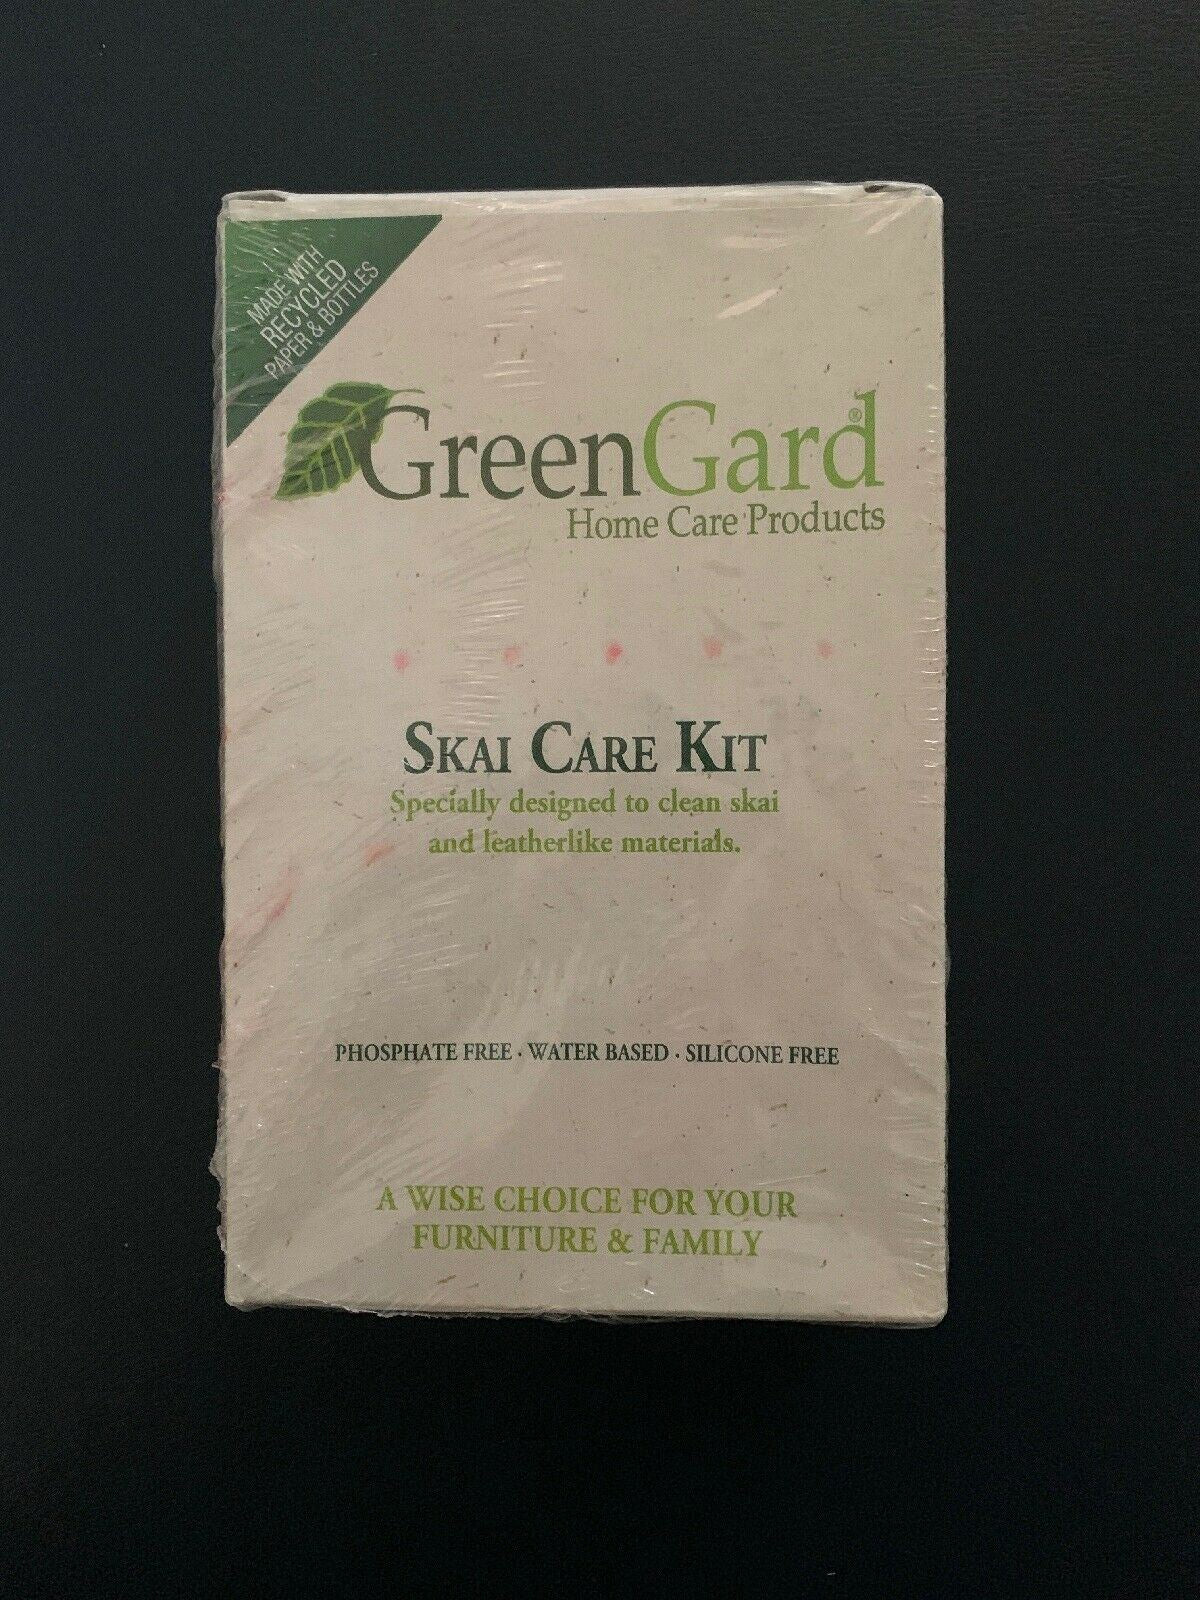 MADE WITH
RECYCLED
PAPER & BOTTLES
GreenGard®
Home Care Products
SKAI CARE KIT
Specially designed to clean skai
and leatherlike materials.
PHOSPHATE FREE · WATER BASED · SILICONE FREE
A WISE CHOICE FOR YOUR
FURNITURE & FAMILY